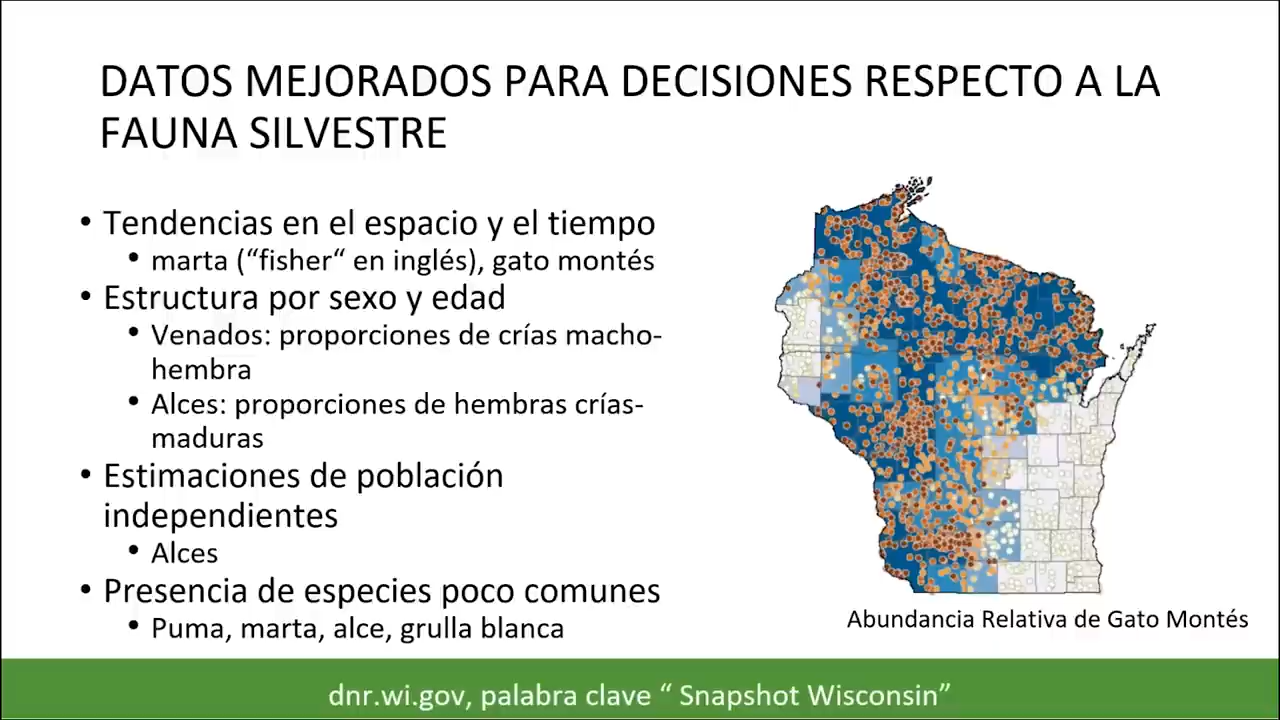 DATOS MEJORADOS PARA DECISIONES RESPECTO A LA
FAUNA SILVESTRE
• Tendencias en el espacio y el tiempo
• marta (“fisher“ en inglés), gato montés
• Estructura por sexo y edad
• Venados: proporciones de crías macho-
hembra
• Alces: proporciones de hembras crías-
maduras
• Estimaciones de población
independientes
• Alces
• Presencia de especies poco comunes
• Puma, marta, alce, grulla blanca
Abundancia Relativa de Gato Montés
dnr.wi.gov, palabra clave “ Snapshot Wisconsin”